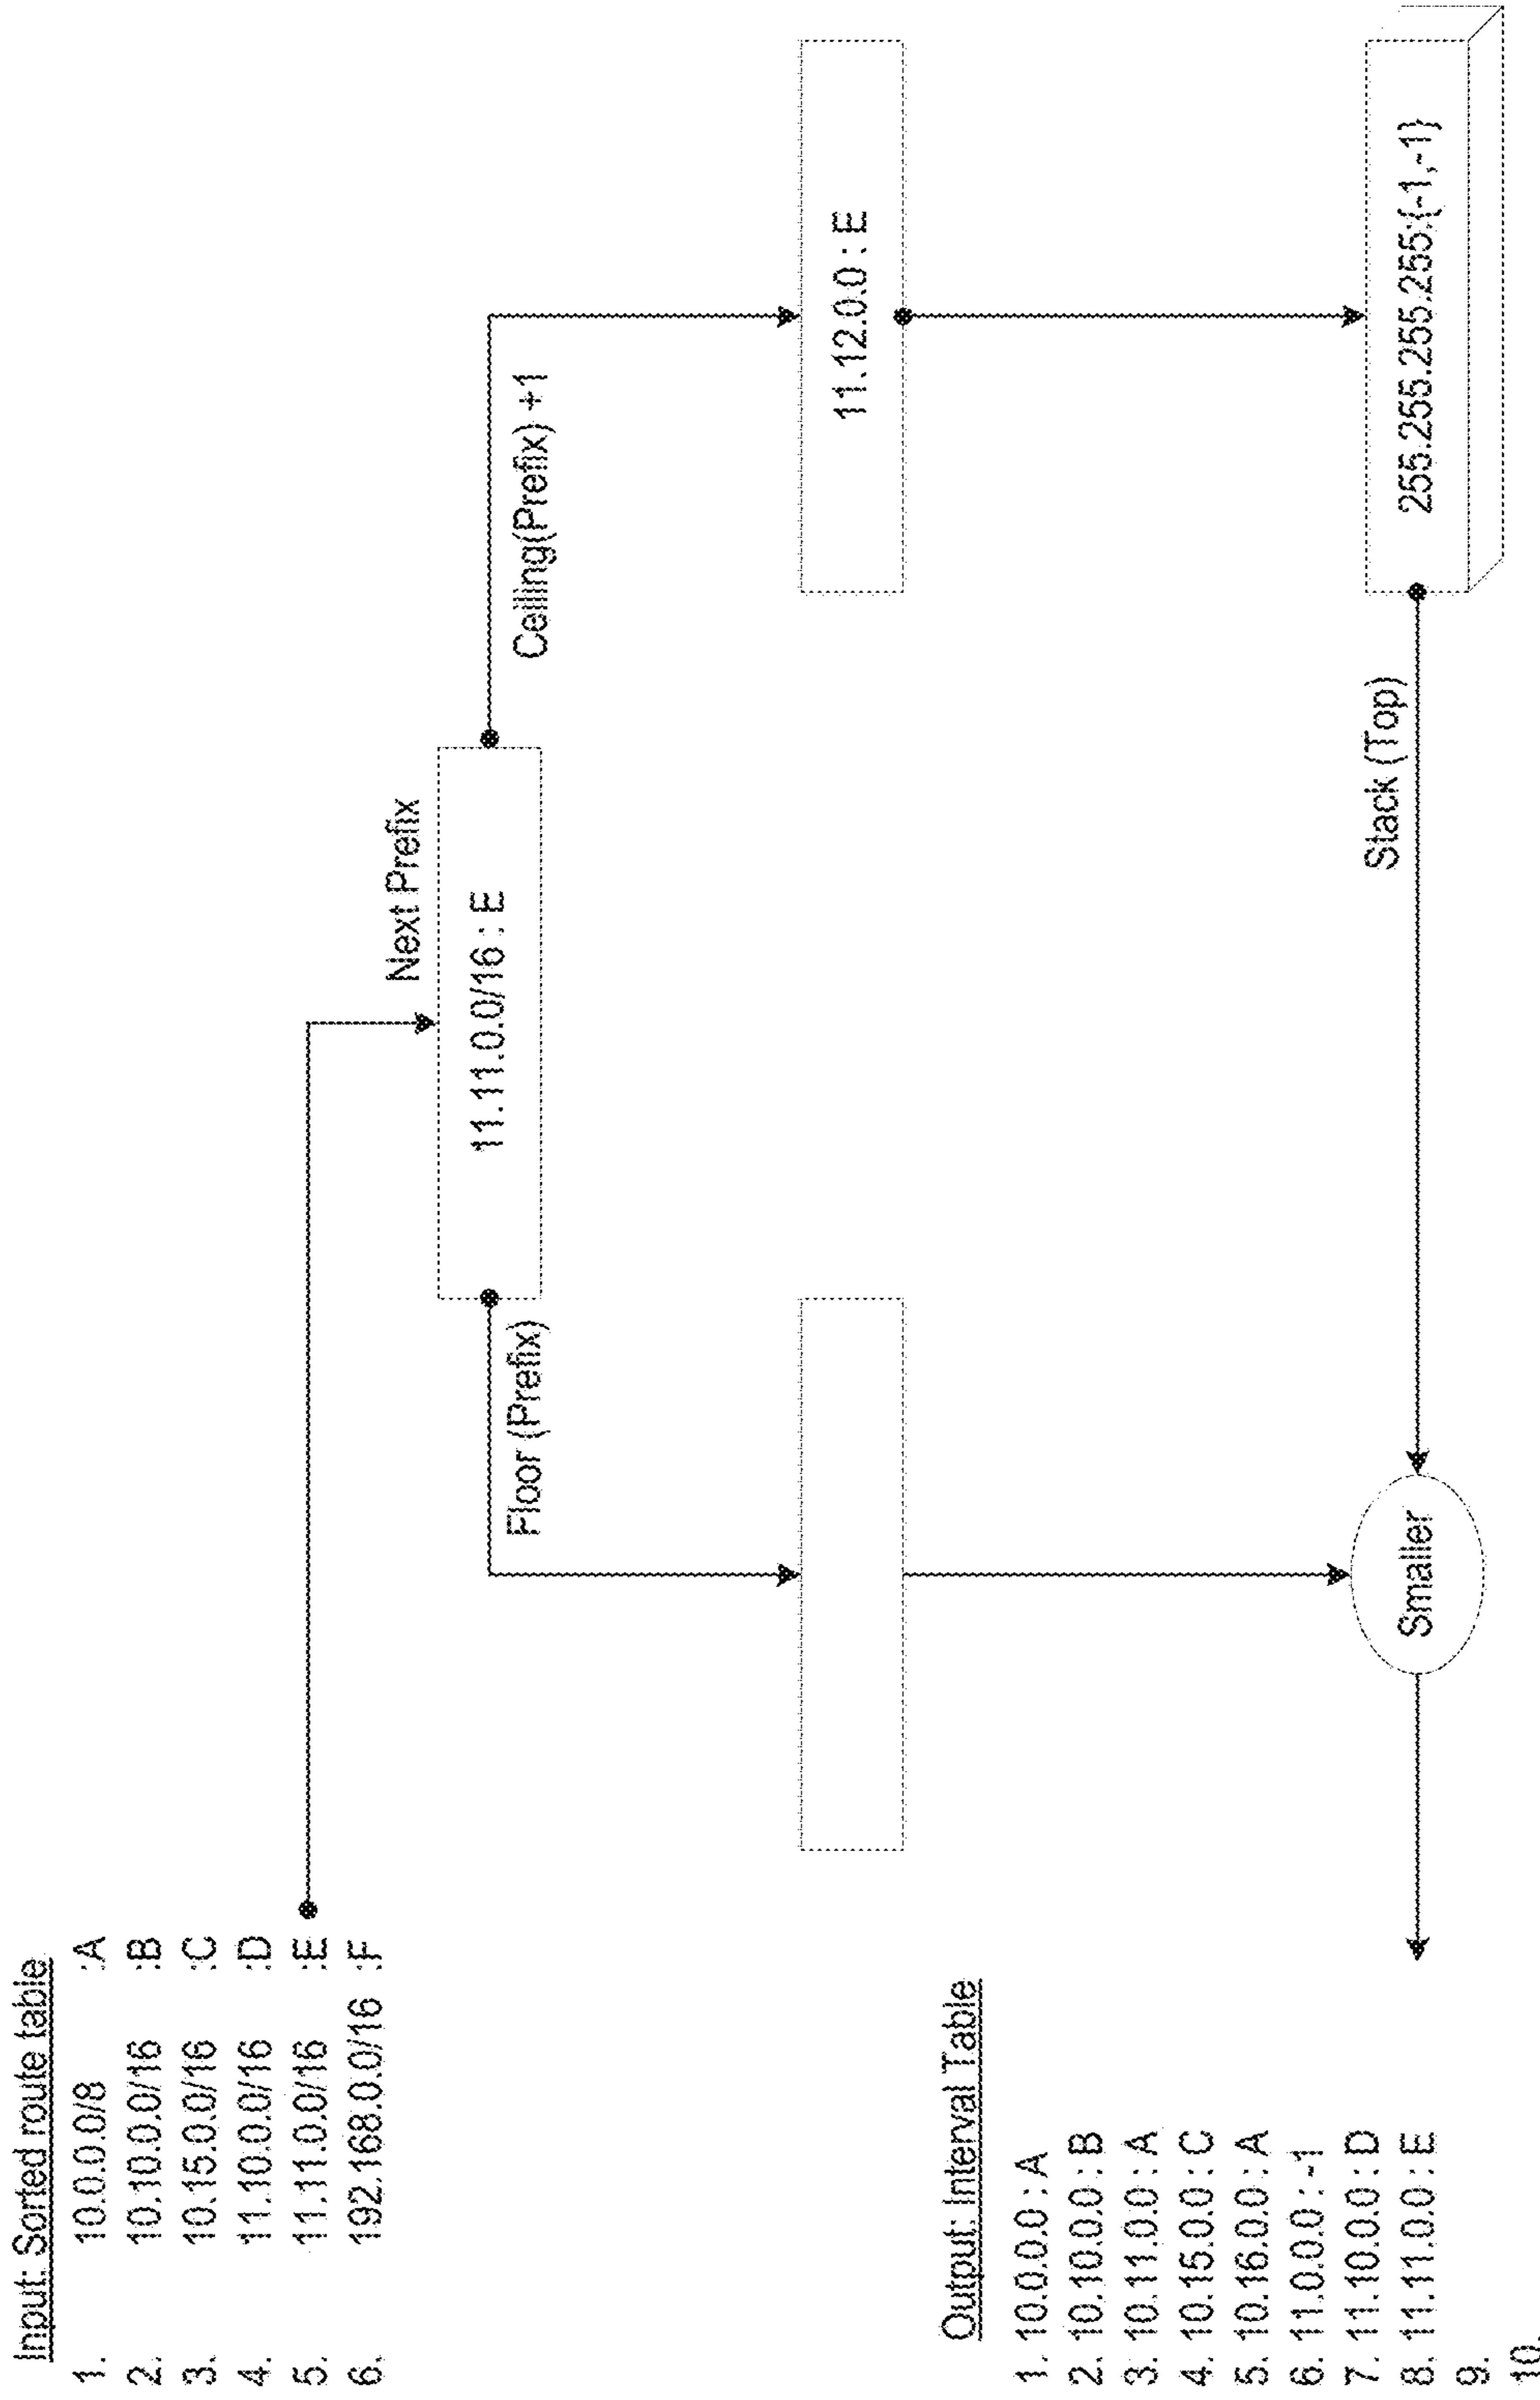 Input: Sorted route table
1. 10.0.0.0/8 :A
2. 10.10.0.0/16 :B
3. 10.15.0.0/16 :C
4. 11.10.0.0/16 :D
5. 11.11.0.0/16 :E
6. 192.168.0.0/16 :F
Next Prefix
11.11.0.0/16 : E
Floor (Prefix)
Ceiling(Prefix) +1
11.12.0.0 : E
Output: Interval Table
1. 10.0.0.0 : A
2. 10.10.0.0 : B
3. 10.11.0.0 : A
4. 10.15.0.0 : C
5. 10.16.0.0 : A
6. 11.0.0.0 : -1
7. 11.10.0.0 : D
8. 11.11.0.0 : E
9.
10.
Smaller
Stack (Top)
255.255.255.255:{-1,-1}